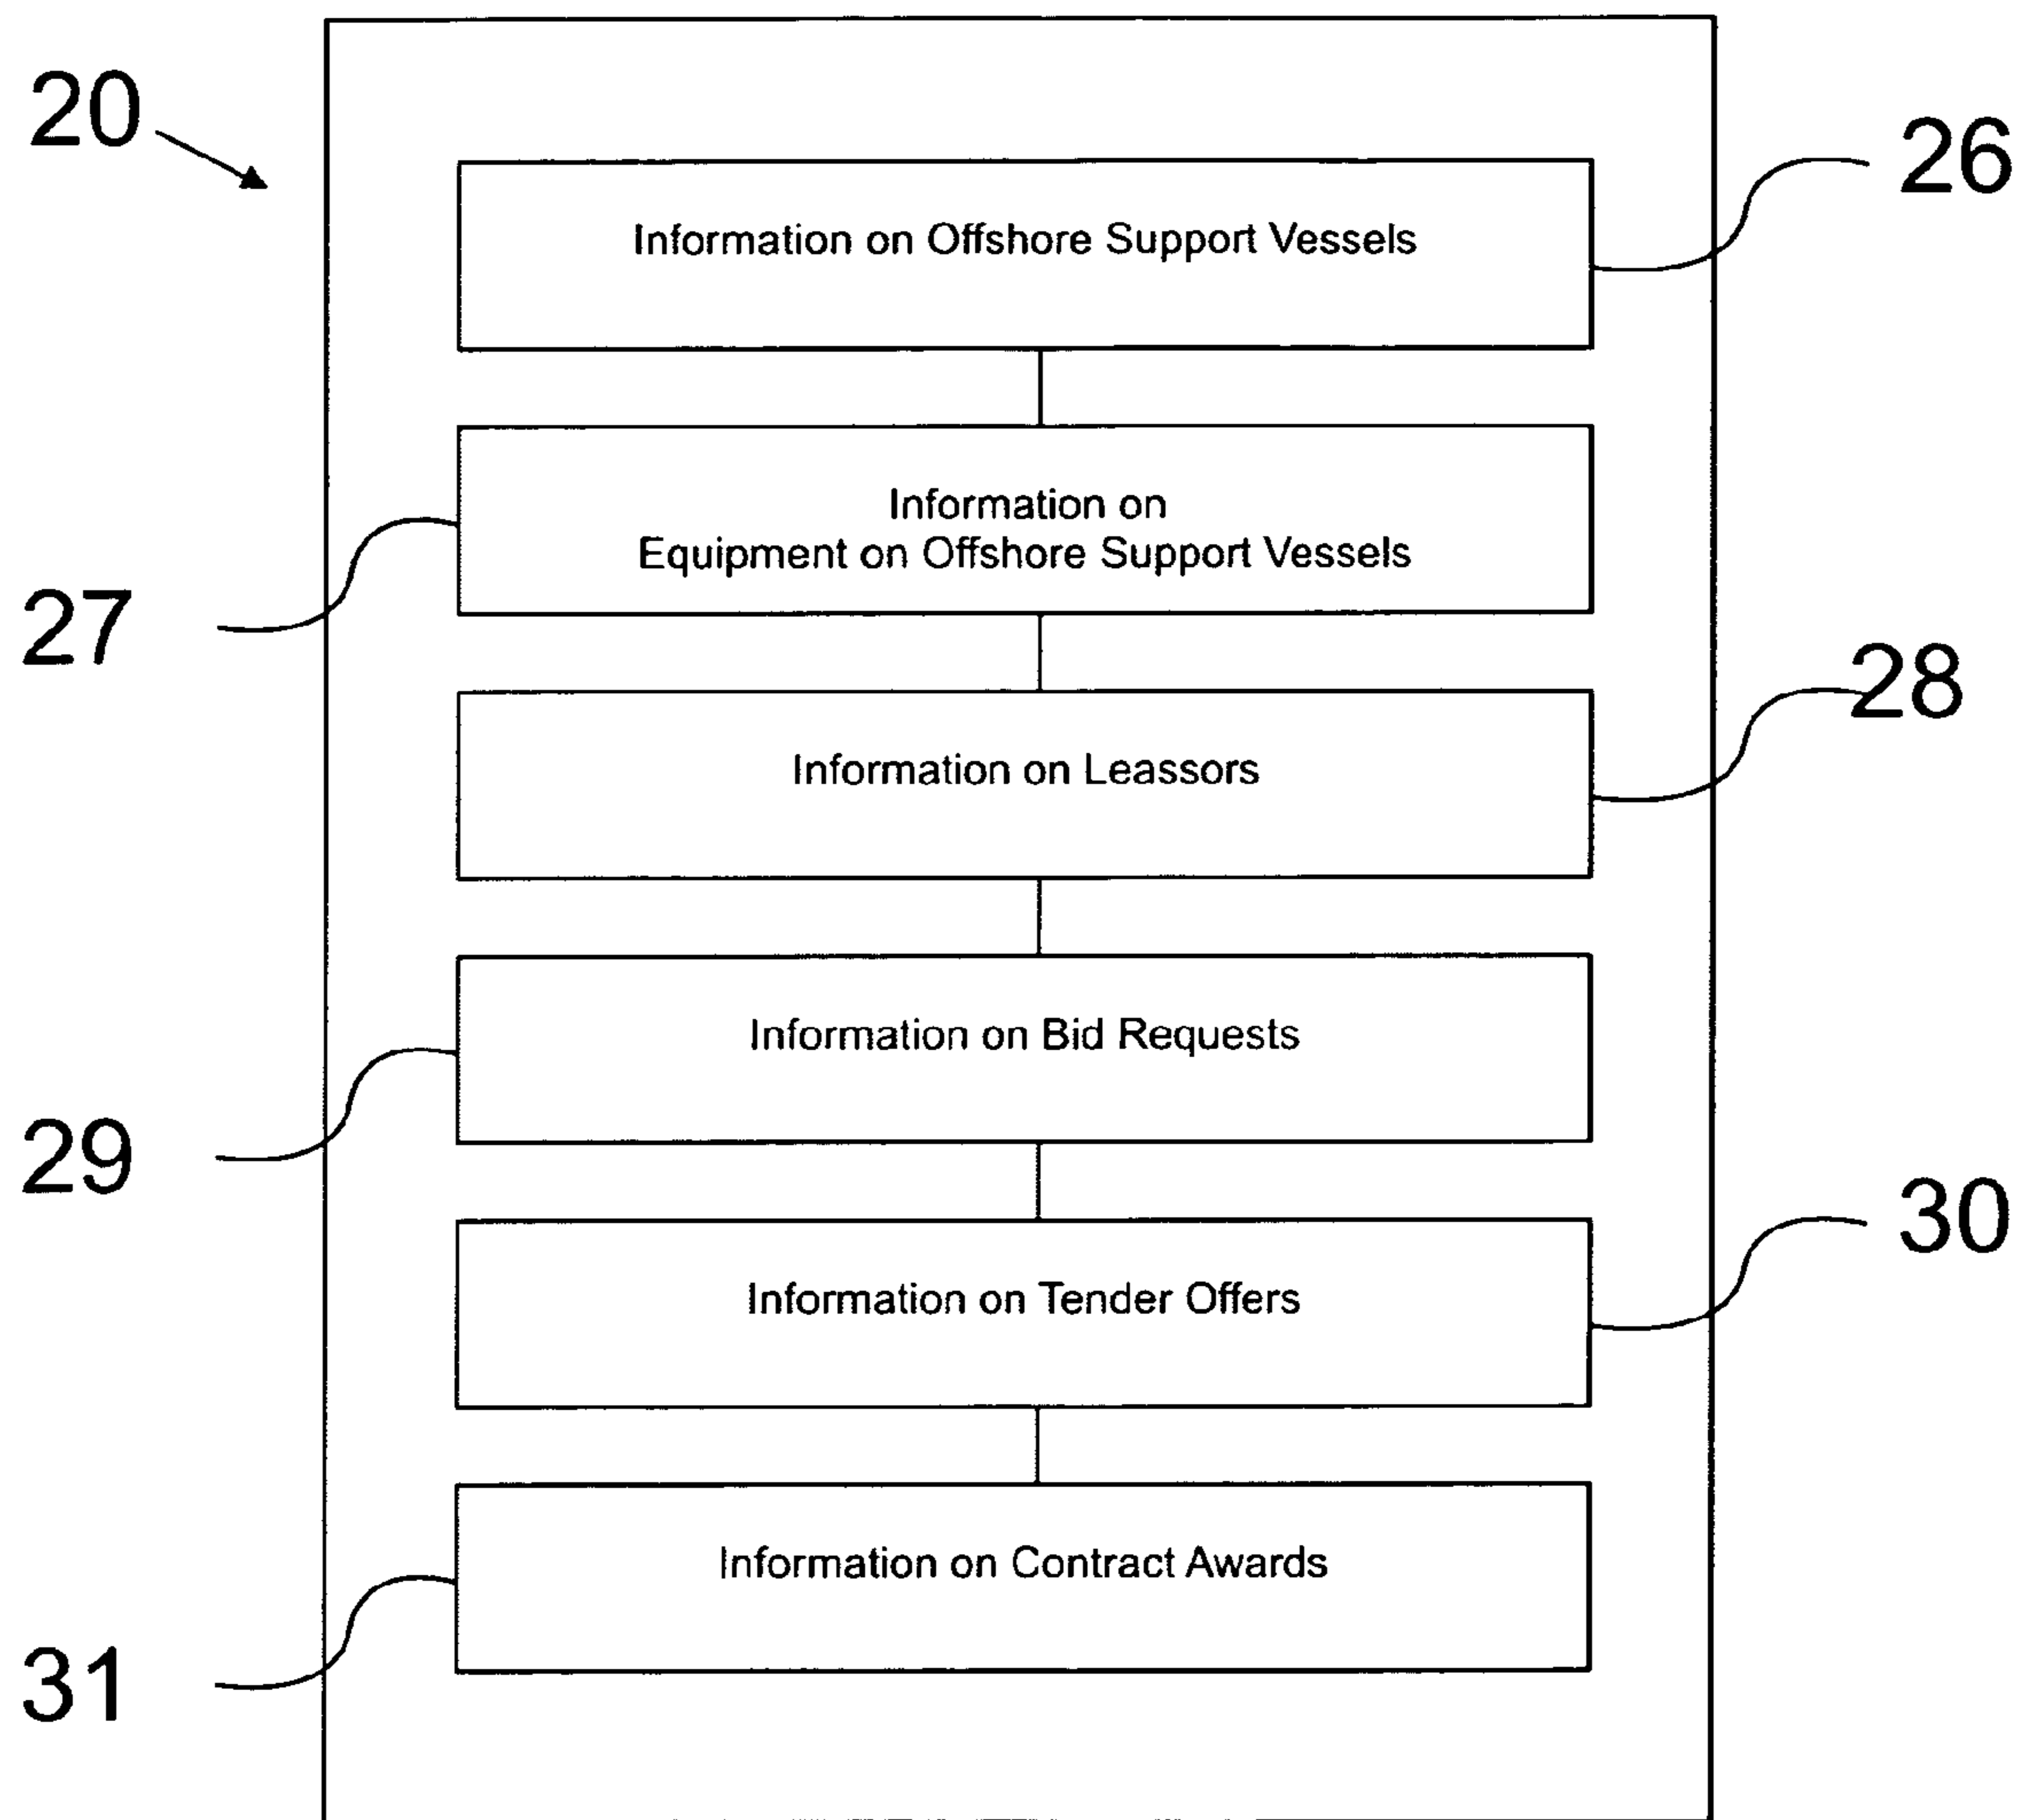 20
26
Information on Offshore Support Vessels
Information on
Equipment on Offshore Support Vessels
27
28
Information on Leassors
Information on Bid Requests
29
30
Information on Tender Offers
Information on Contract Awards
31